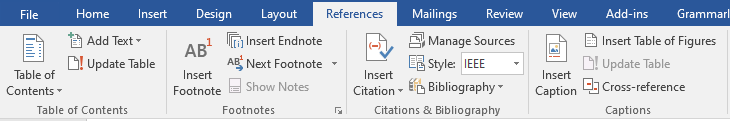 File Home Insert Design Layout References Mailings Review View Add-ins Grammarl
Table of Contents
Add Text
Update Table
Table of Contents
AB1
Insert Footnote
Insert Endnote
Next Footnote
Show Notes
Footnotes
Insert Citation
Manage Sources
Style: IEEE
Bibliography
Citations & Bibliography
Insert Caption
Insert Table of Figures
Update Table
Cross-reference
Captions